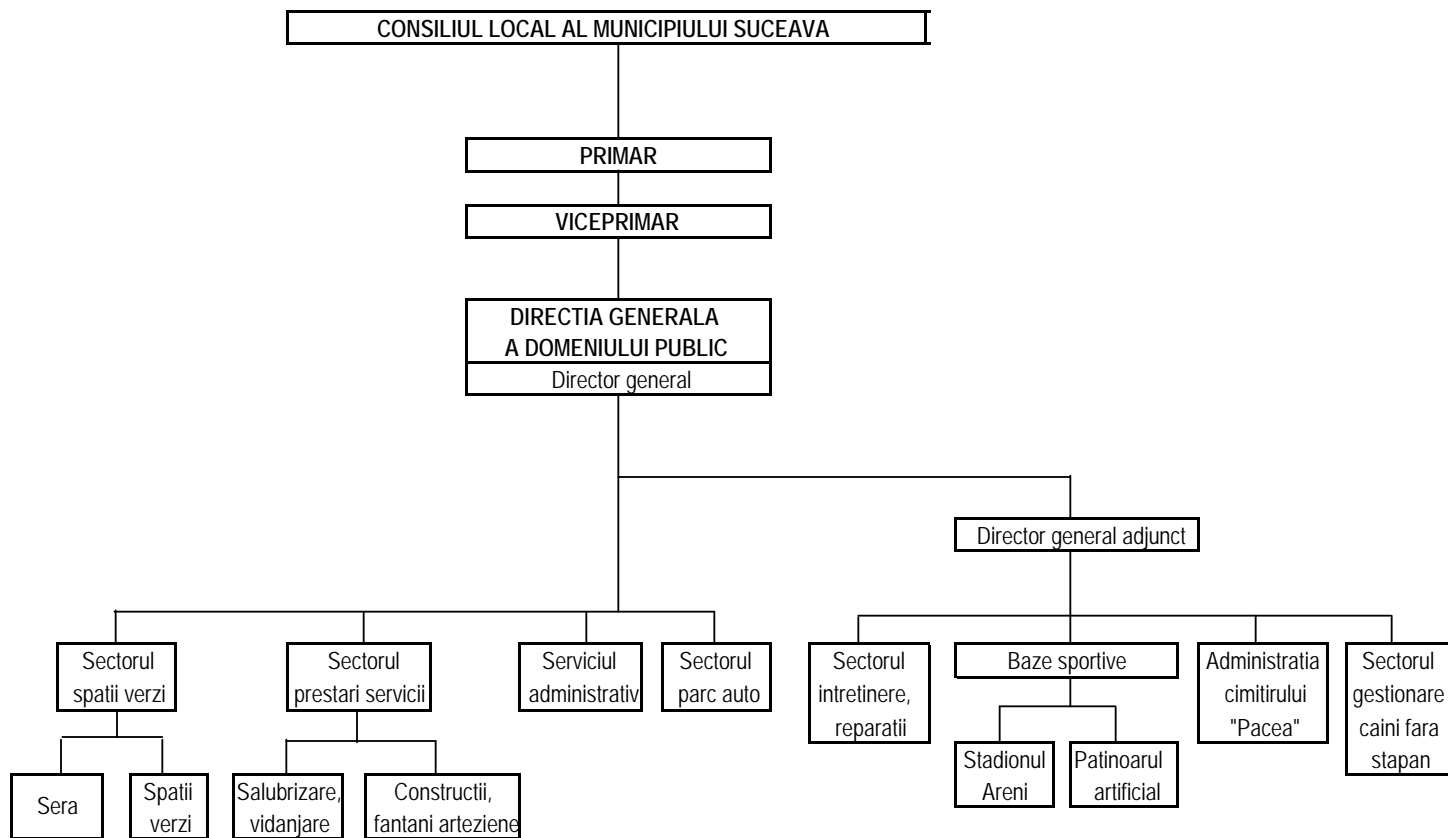 CONSILIUL LOCAL AL MUNICIPIULUI SUCEAVA
PRIMAR
VICEPRIMAR
DIRECTIA GENERALA
A DOMENIULUI PUBLIC
Director general
Director general adjunct
Sectorul
spatii verzi
Sectorul
prestari servicii
Serviciul
administrativ
Sectorul
parc auto
Sectorul
intretinere,
reparatii
Baze sportive
Administratia
cimitirului
"Pacea"
Sectorul
gestionare
caini fara
stapan
Sera
Spatii
verzi
Salubrizare,
vidanjare
Constructii,
fantani arteziene
Stadionul
Areni
Patinoarul
artificial